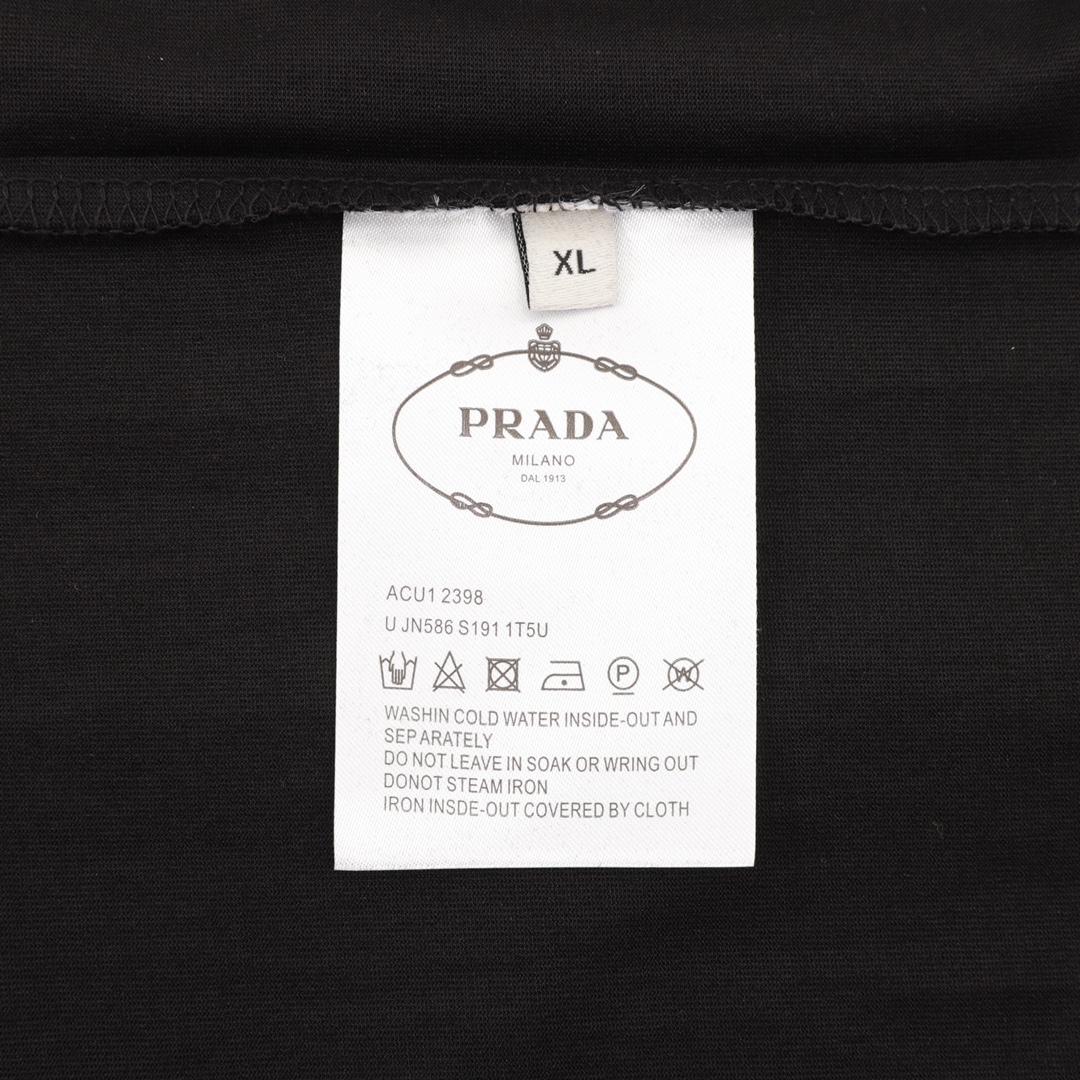 XL
PRADA
MILANO
DAL 1913
ACU1 2398
U JN586 S191 1T5U
P
W
WASHIN COLD WATER INSIDE-OUT AND
SEP ARATELY
DO NOT LEAVE IN SOAK OR WRING OUT
DONOT STEAM IRON
IRON INSDE-OUT COVERED BY CLOTH